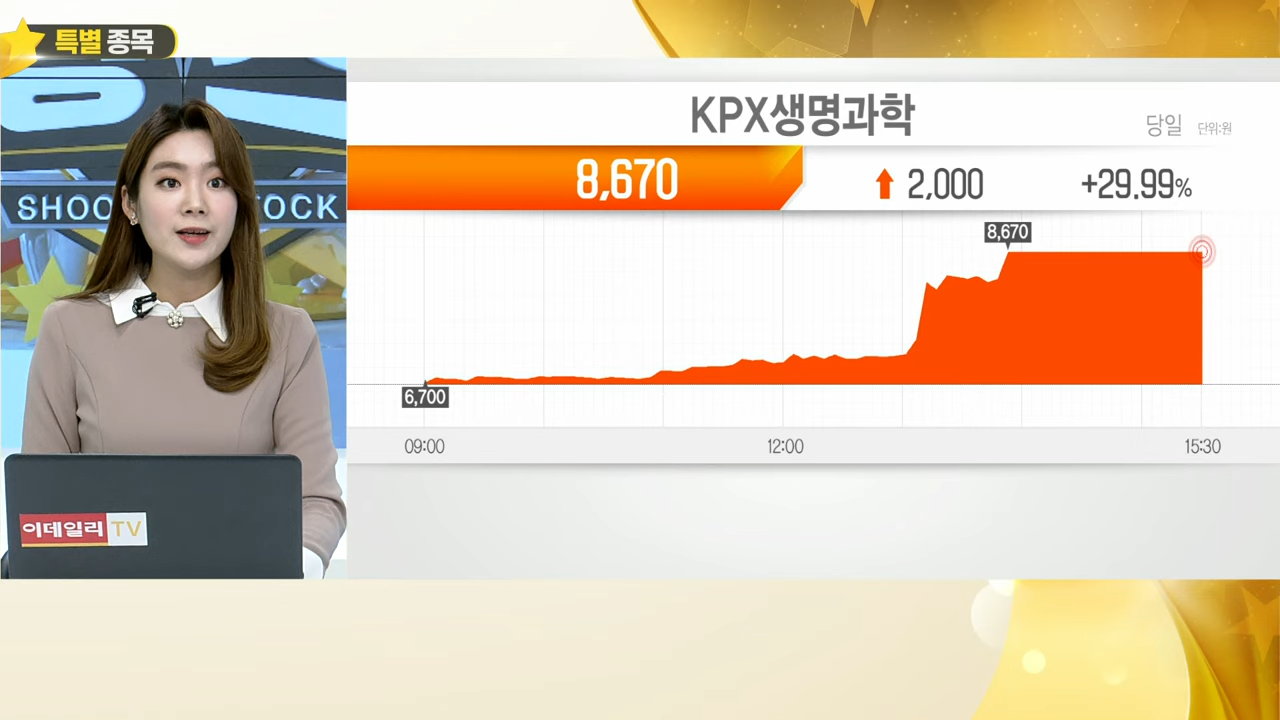 특별 종목
SHOO TOCK
KPX생명과학
당일 단위:원
8,670 2,000 +29.99%
8,670
6,700
09:00 12:00 15:30
이데일리 TV